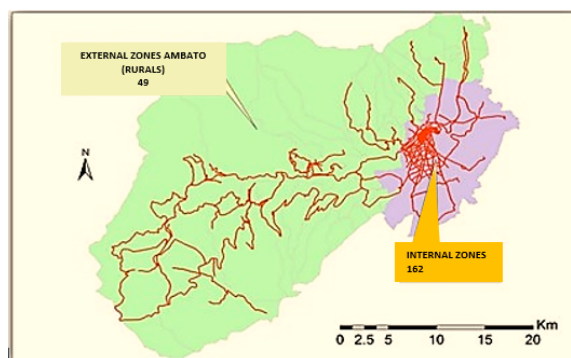 EXTERNAL ZONES AMBATO
(RURALS)
49
N
INTERNAL ZONES
162
Km
0 2.5 5 10 15 20